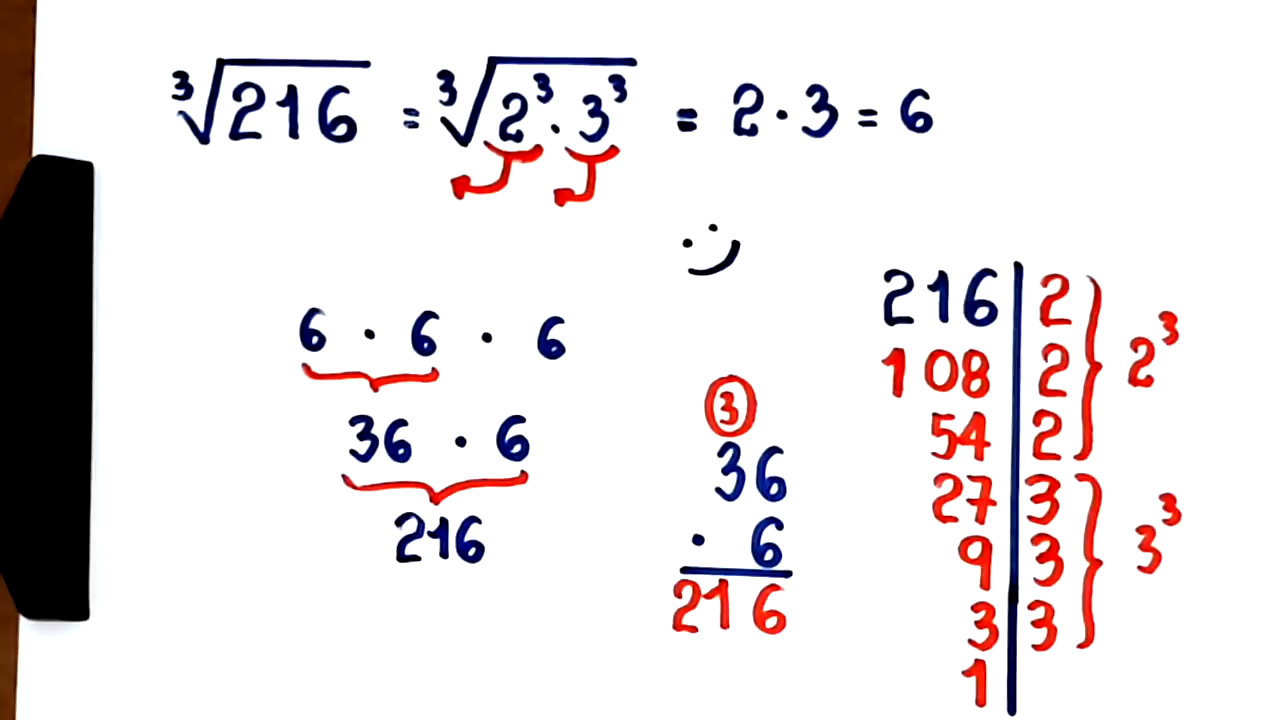 ∛216 = ∛2³ · 3³ = 2 · 3 = 6
6 · 6 · 6
36 · 6
216
3
36
· 6
216
216 | 2
108 | 2
54 | 2
2³
27 | 3
9 | 3
3 | 3
3³
1